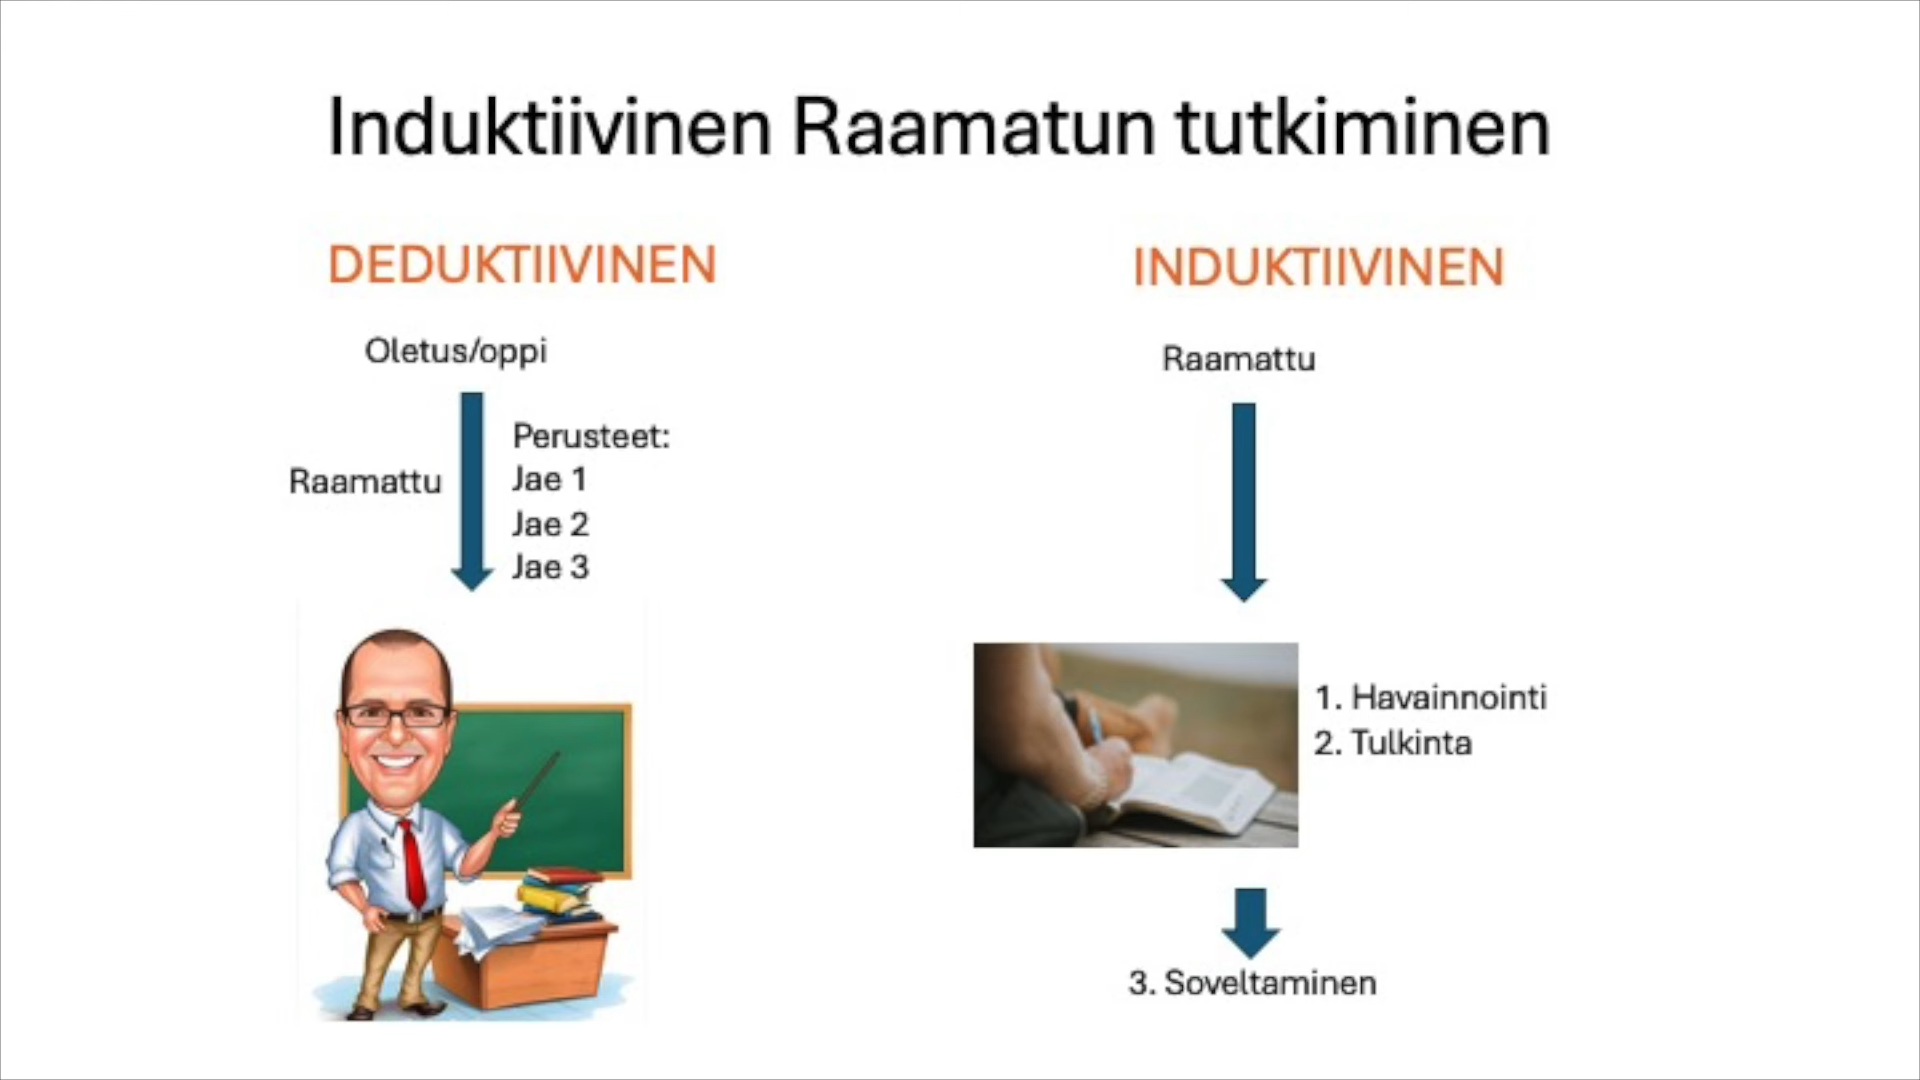 Induktiivinen Raamatun tutkiminen
DEDUKTIIVINEN
Oletus/oppi
Raamattu
Perusteet:
Jae 1
Jae 2
Jae 3
INDUKTIIVINEN
Raamattu
1. Havainnointi
2. Tulkinta
3. Soveltaminen